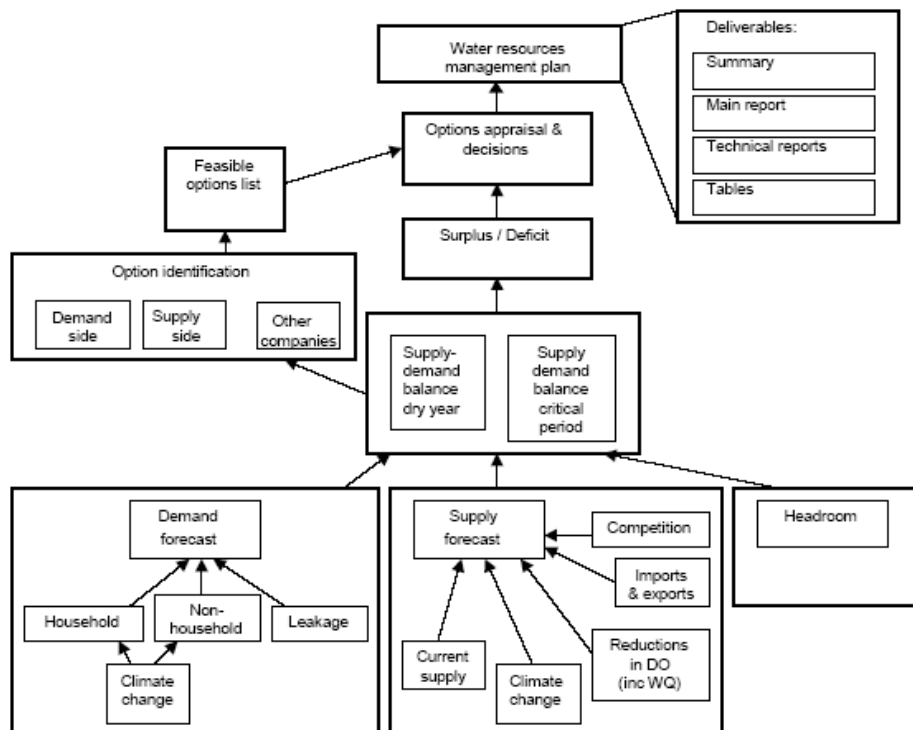 Water resources
management plan
Deliverables:
Summary
Main report
Technical reports
Tables
Options appraisal &
decisions
Feasible
options list
Surplus / Deficit
Option identification
Demand
side
Supply
side
Other
companies
Supply-
demand
balance
dry year
Supply
demand
balance
critical
period
Demand
forecast
Household
Non-
household
Leakage
Climate
change
Supply
forecast
Competition
Imports
& exports
Reductions
in DO
(inc WQ)
Current
supply
Climate
change
Headroom